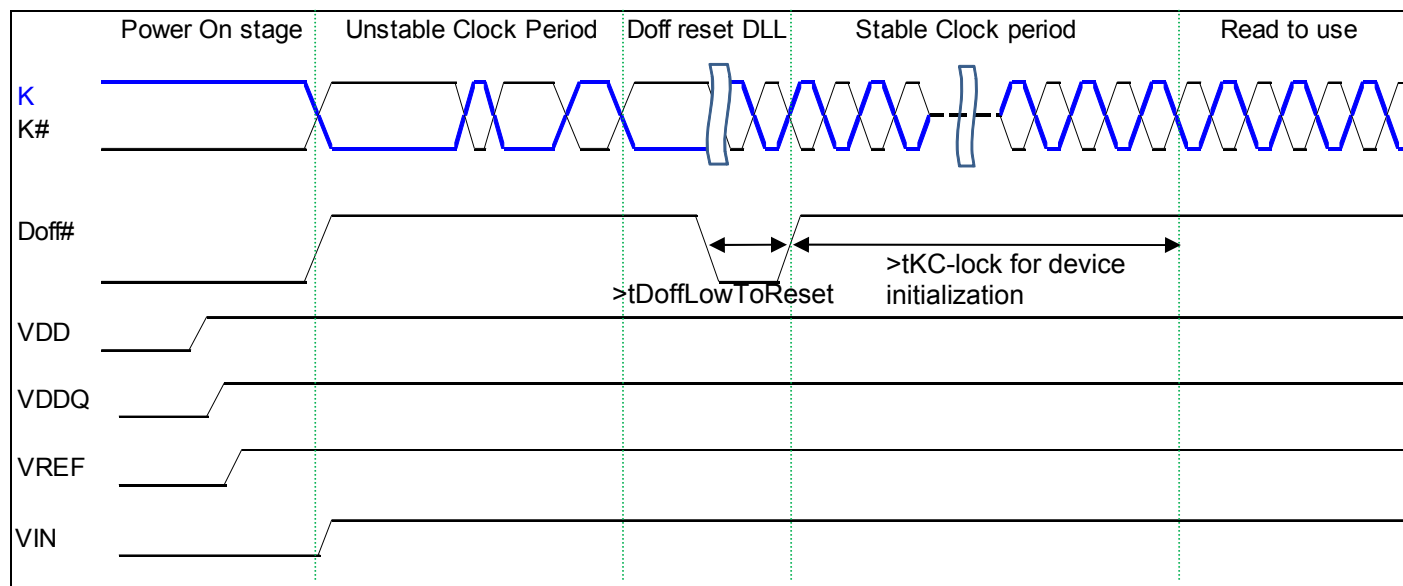 Power On stage
Unstable Clock Period
Doff reset DLL
Stable Clock period
Read to use
K
K#
Doff#
>tDoffLowToReset
>tKC-lock for device
initialization
VDD
VDDQ
VREF
VIN